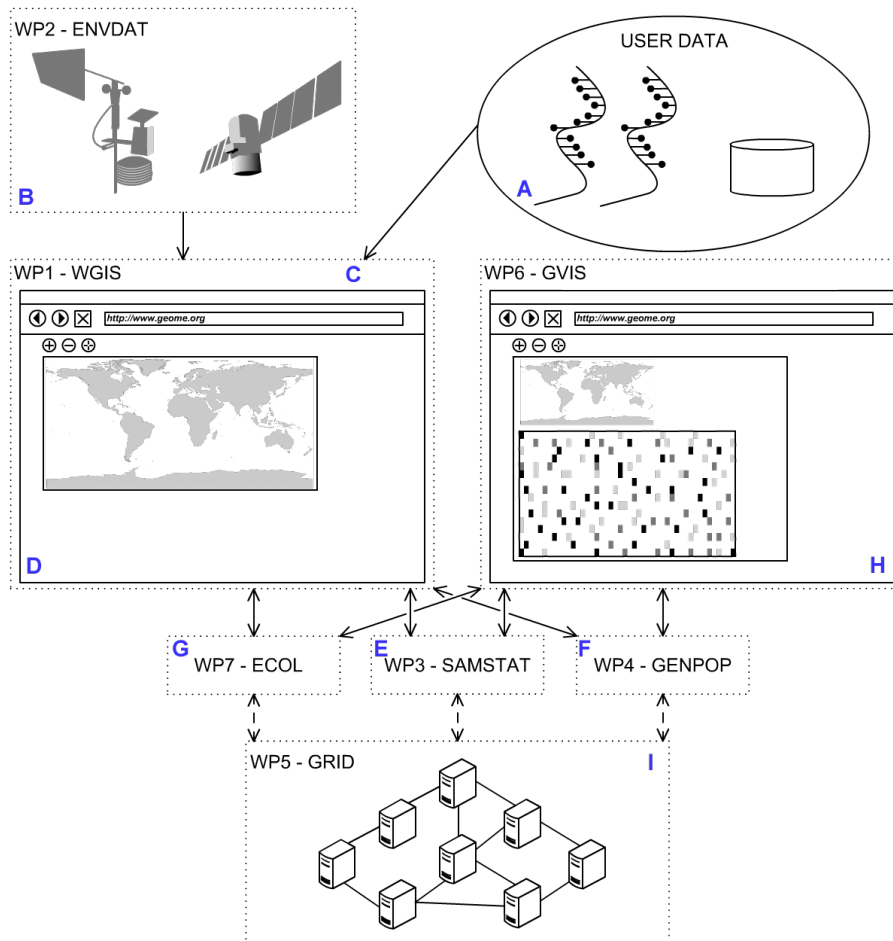 WP2 - ENVDAT
B
USER DATA
A
WP1 - WGIS
C
http://www.geome.org
D
WP6 - GVIS
http://www.geome.org
H
G
WP7 - ECOL
E
WP3 - SAMSTAT
F
WP4 - GENPOP
WP5 - GRID
I